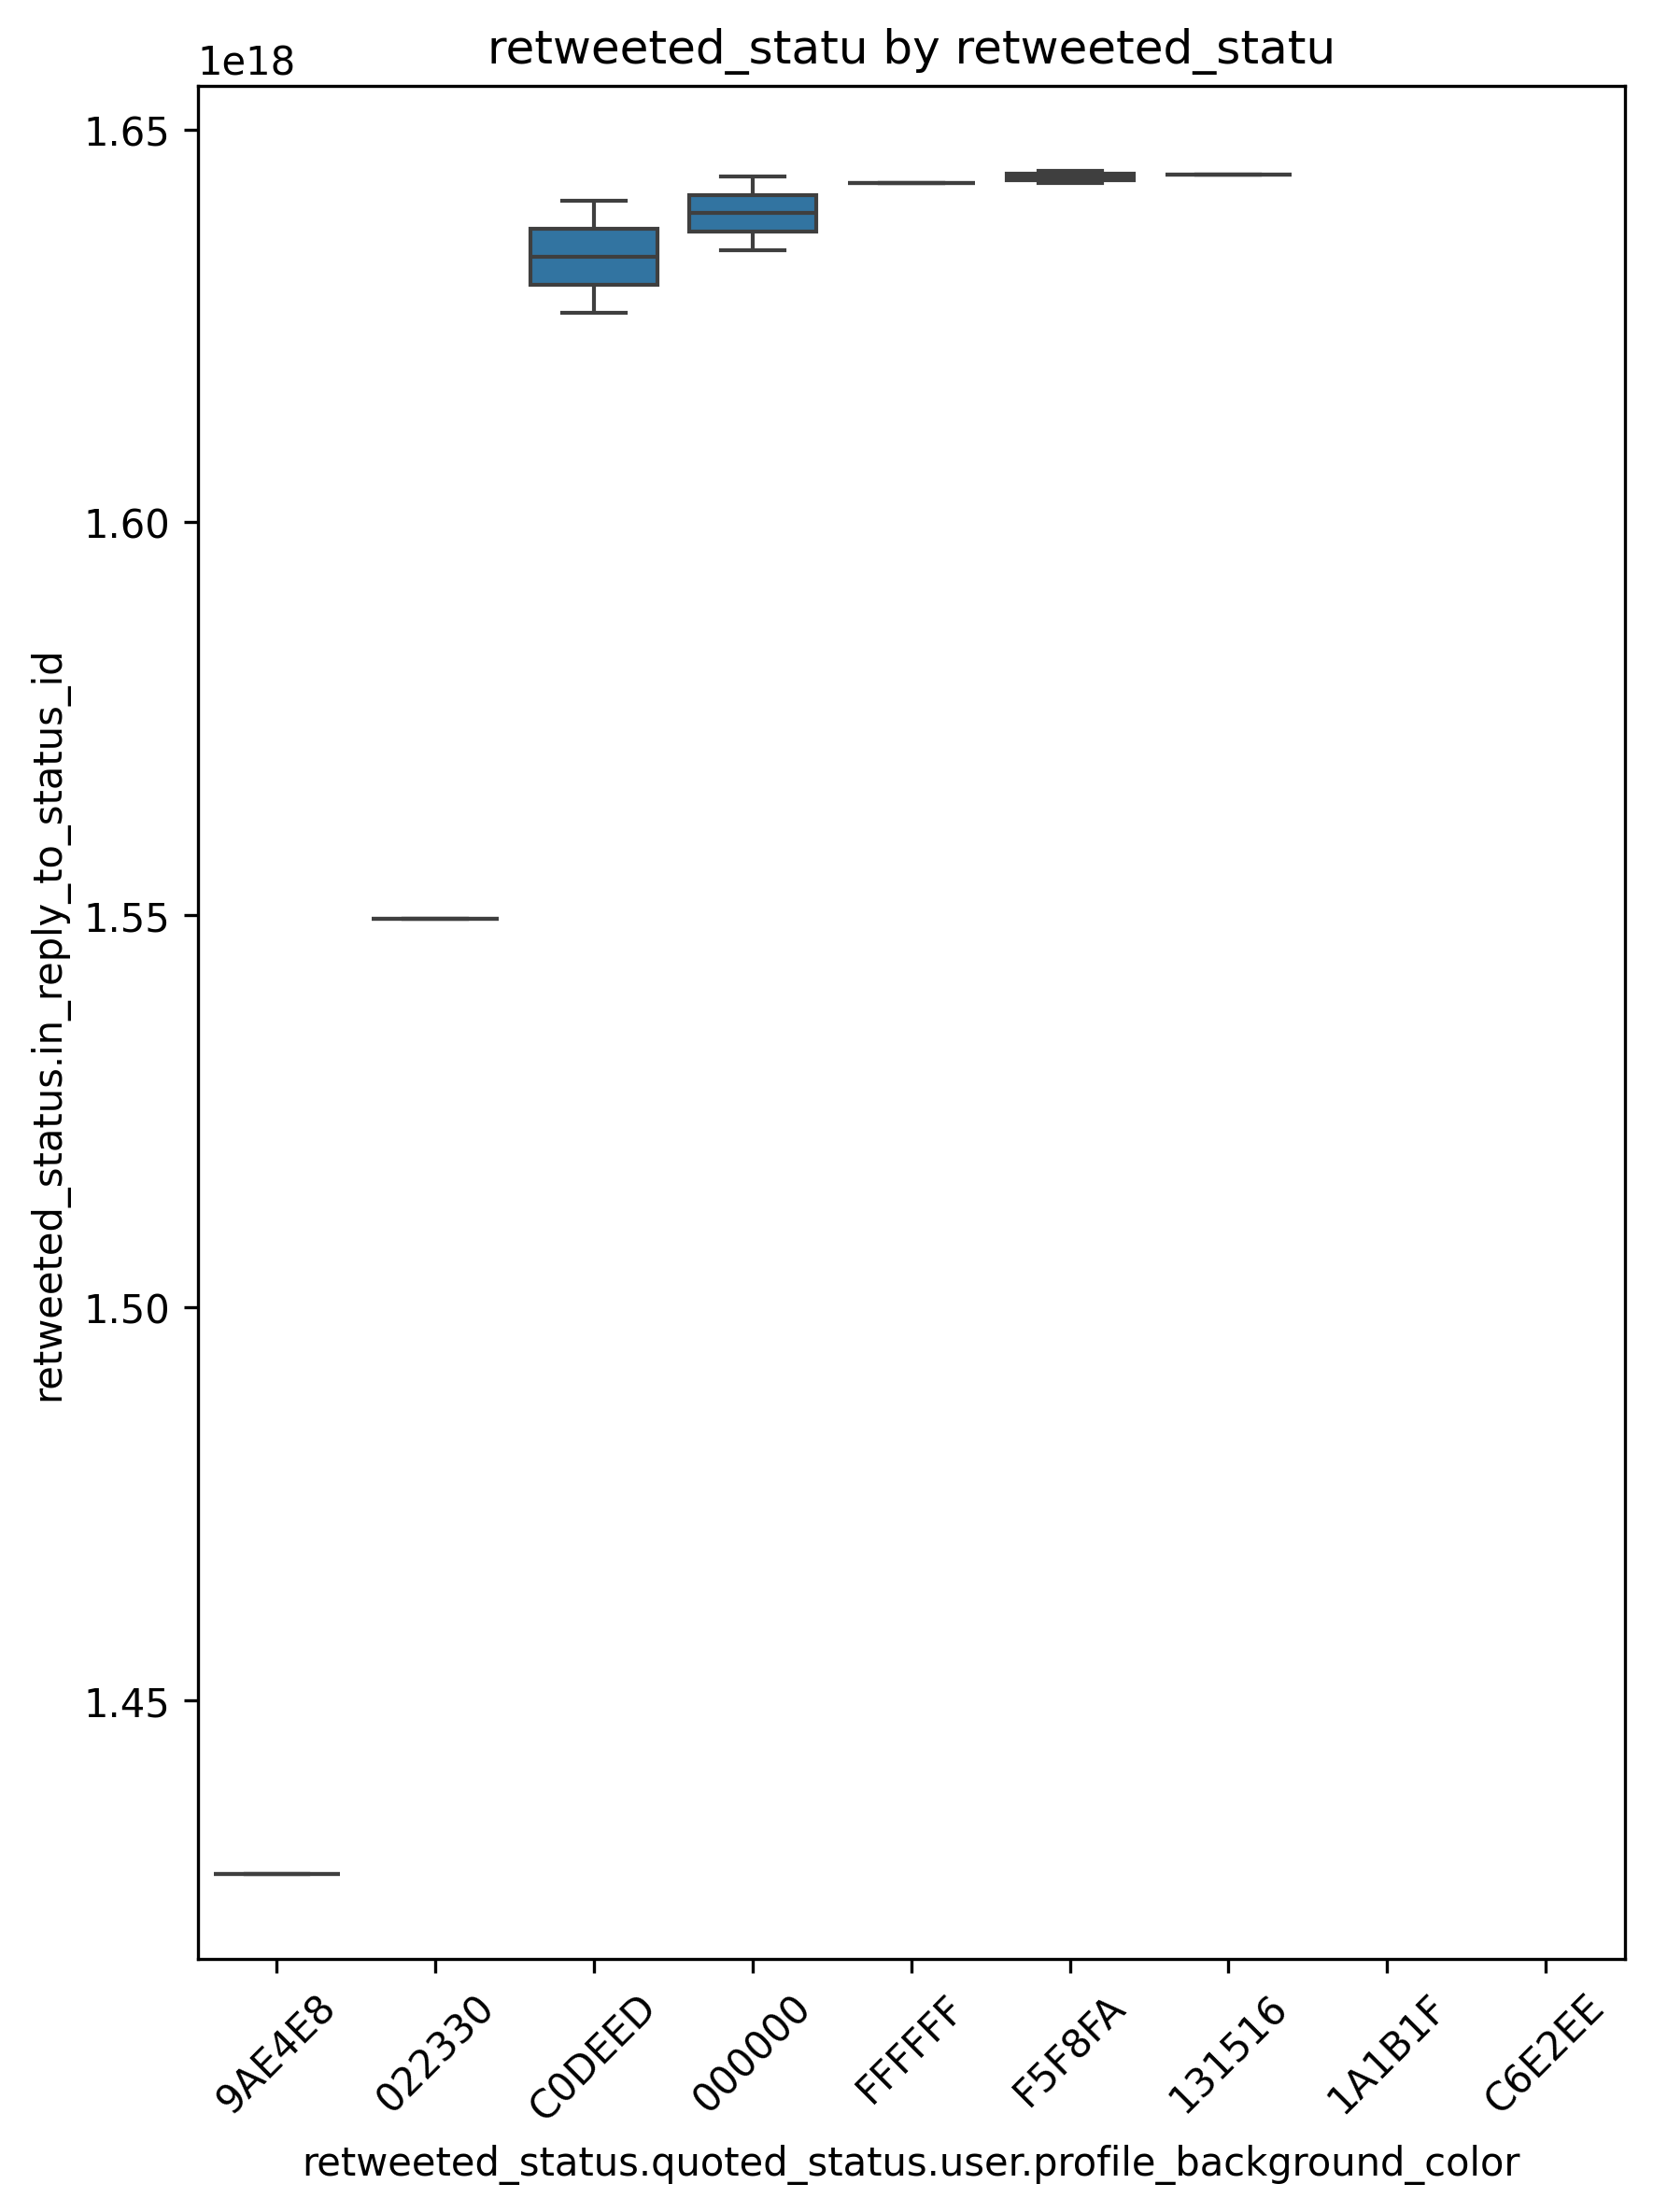 retweeted_statu by retweeted_statu
1e18
1.65
1.60
1.55
1.50
1.45
retweeted_status.in_reply_to_status_id
9AE4E8
022330
C0DEED
000000
FFFFFF
F5F8FA
131516
1A1B1F
C6E2EE
retweeted_status.quoted_status.user.profile_background_color